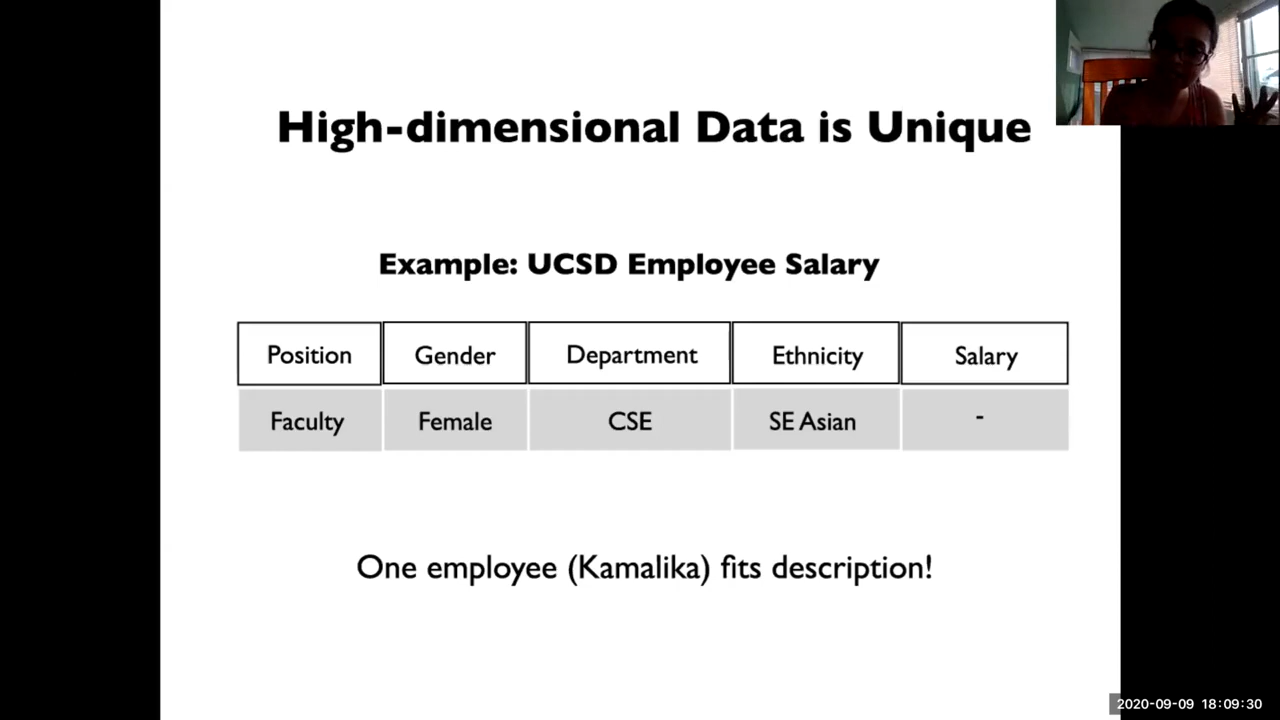 High-dimensional Data is Unique
Example: UCSD Employee Salary
Position Gender Department Ethnicity Salary
Faculty Female CSE SE Asian -
One employee (Kamalika) fits description!
2020-09-09 18:09:30